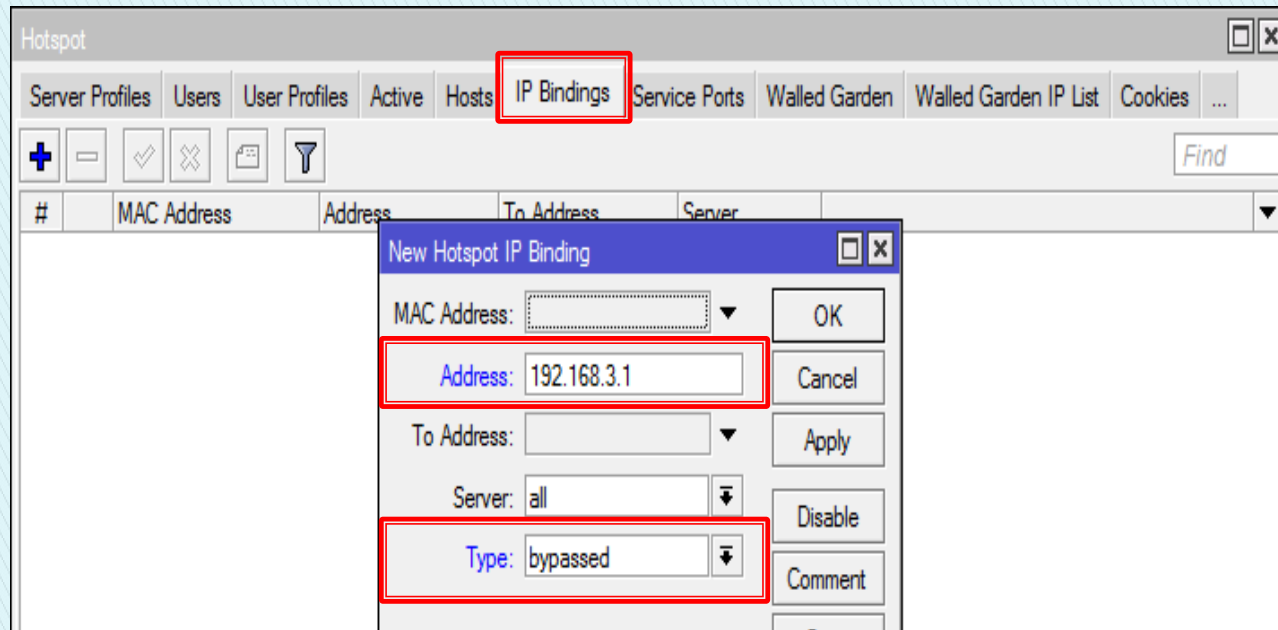 Hotspot
Server Profiles Users User Profiles Active Hosts IP Bindings Service Ports Walled Garden Walled Garden IP List Cookies ...
Find
# MAC Address Address To Address Server
New Hotspot IP Binding
MAC Address: OK
Address: 192.168.3.1 Cancel
To Address: Apply
Server: all
Disable
Type: bypassed
Comment